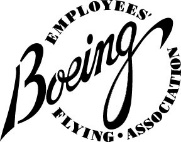 EMPLOYEES'
Boeing
FLYING • ASSOCIATION